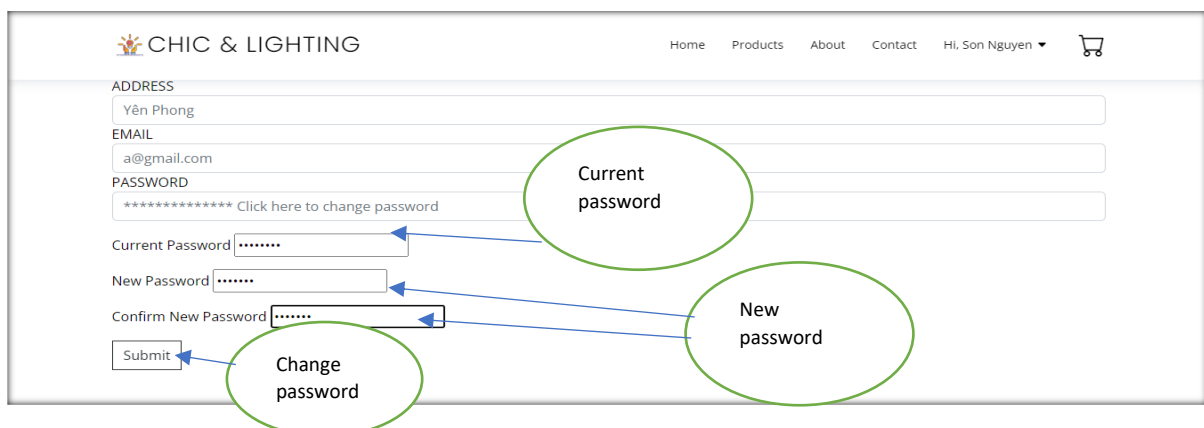 CHIC & LIGHTING
Home Products About Contact Hi, Son Nguyen
ADDRESS
Yên Phong
EMAIL
a@gmail.com
PASSWORD
************** Click here to change password
Current Password ••••••••
New Password •••••••
Confirm New Password •••••••
Submit
Current
password
New
password
Change
password